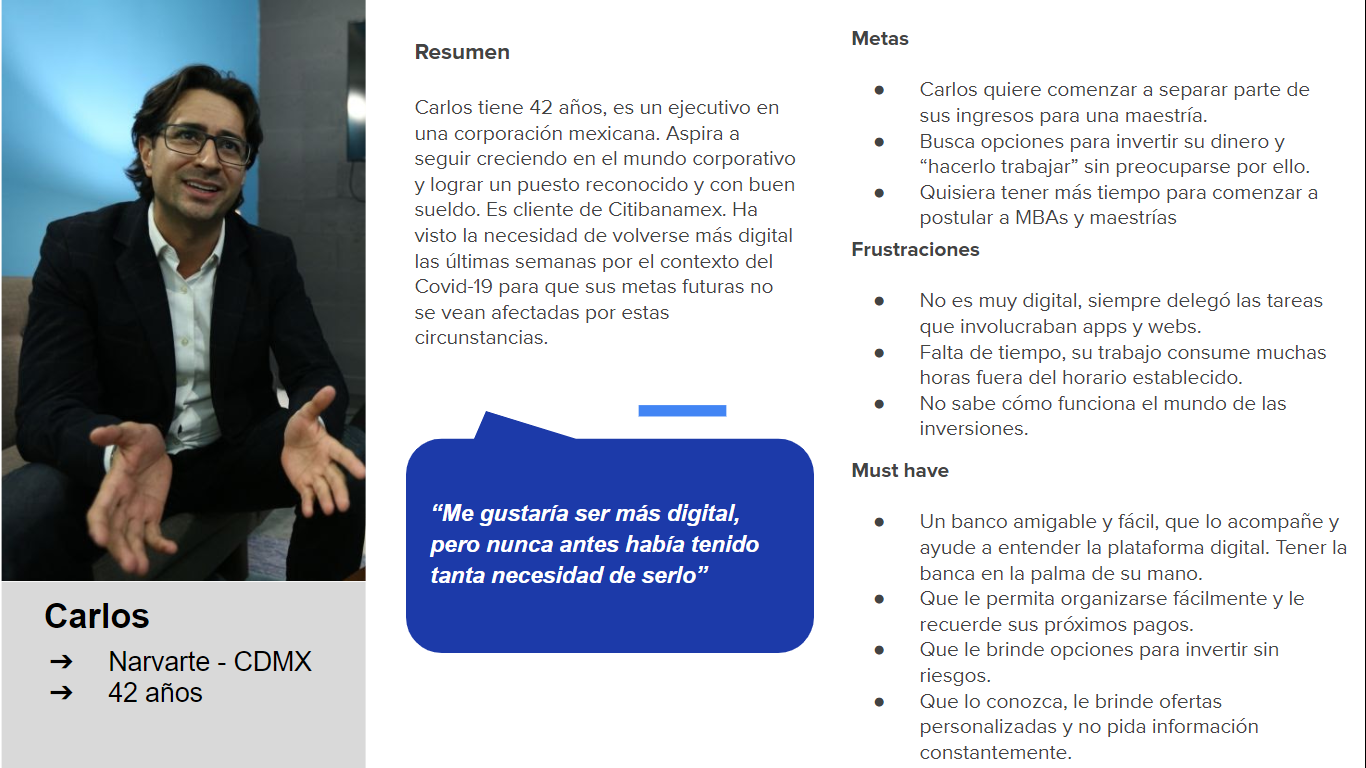 Resumen
Carlos tiene 42 años, es un ejecutivo en
una corporación mexicana. Aspira a
seguir creciendo en el mundo corporativo
y lograr un puesto reconocido y con buen
sueldo. Es cliente de Citibanamex. Ha
visto la necesidad de volverse más digital
las últimas semanas por el contexto del
Covid-19 para que sus metas futuras no
se vean afectadas por estas
circunstancias.
“Me gustaría ser más digital,
pero nunca antes había tenido
tanta necesidad de serlo”
Carlos
➔ Narvarte - CDMX
➔ 42 años
Metas
● Carlos quiere comenzar a separar parte de
sus ingresos para una maestría.
● Busca opciones para invertir su dinero y
“hacerlo trabajar” sin preocuparse por ello.
● Quisiera tener más tiempo para comenzar a
postular a MBAs y maestrías
Frustraciones
● No es muy digital, siempre delegó las tareas
que involucraban apps y webs.
● Falta de tiempo, su trabajo consume muchas
horas fuera del horario establecido.
● No sabe cómo funciona el mundo de las
inversiones.
Must have
● Un banco amigable y fácil, que lo acompañe y
ayude a entender la plataforma digital. Tener la
banca en la palma de su mano.
● Que le permita organizarse fácilmente y le
recuerde sus próximos pagos.
● Que le brinde opciones para invertir sin
riesgos.
● Que lo conozca, le brinde ofertas
personalizadas y no pida información
constantemente.